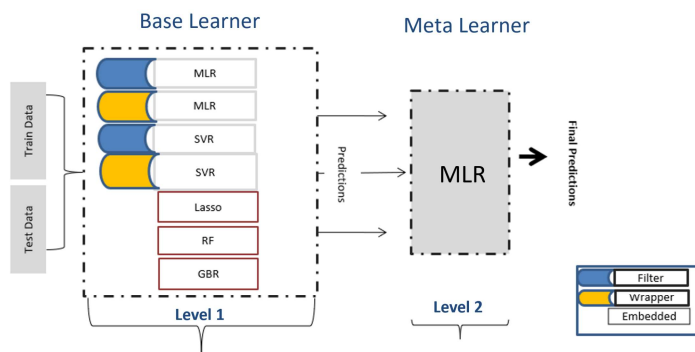 Base Learner
Meta Learner
Train Data
Test Data
MLR
MLR
SVR
SVR
Lasso
RF
GBR
Predictions
MLR
Final Predictions
Level 1
Level 2
Filter
Wrapper
Embedded